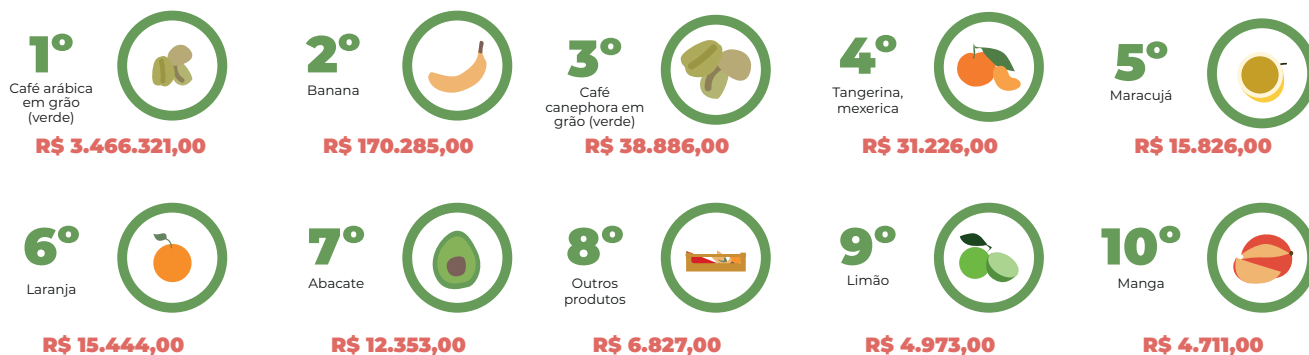 1º
Café arábica
em grão
(verde)
R$ 3.466.321,00
2º
Banana
R$ 170.285,00
3º
Café
canephora em
grão (verde)
R$ 38.886,00
4º
Tangerina,
mexerica
R$ 31.226,00
5º
Maracujá
R$ 15.826,00
6º
Laranja
R$ 15.444,00
7º
Abacate
R$ 12.353,00
8º
Outros
produtos
R$ 6.827,00
9º
Limão
R$ 4.973,00
10º
Manga
R$ 4.711,00